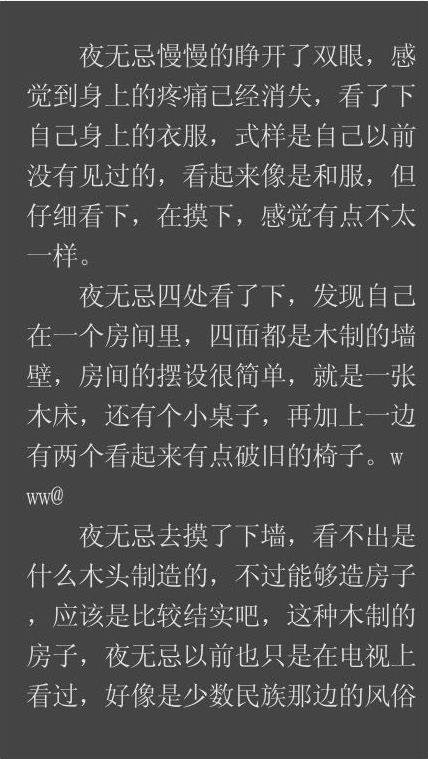 夜无忌慢慢的睁开了双眼，感
觉到身上的疼痛已经消失，看了下
自己身上的衣服，式样是自己以前
没有见过的，看起来像是和服，但
仔细看下，在摸下，感觉有点不太
一样。
夜无忌四处看了下，发现自己
在一个房间里，四面都是木制的墙
壁，房间的摆设很简单，就是一张
木床，还有个小桌子，再加上一边
有两个看起来有点破旧的椅子。w
ww@
夜无忌去摸了下墙，看不出是
什么木头制造的，不过能够造房子
，应该是比较结实吧，这种木制的
房子，夜无忌以前也只是在电视上
看过，好像是少数民族那边的风俗